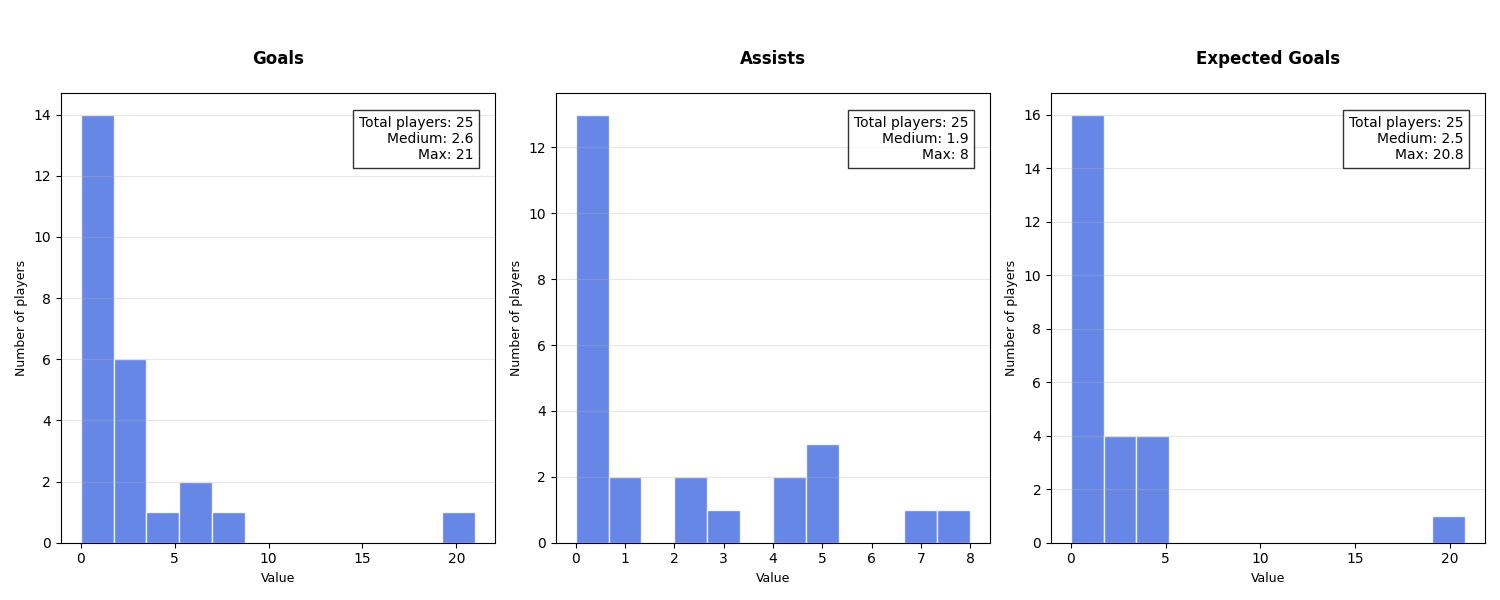 Goals
Total players: 25
Medium: 2.6
Max: 21
14
12
10
8
6
4
2
0
Number of players
0 5 10 15 20
Value
Assists
Total players: 25
Medium: 1.9
Max: 8
12
10
8
6
4
2
0
Number of players
0 1 2 3 4 5 6 7 8
Value
Expected Goals
Total players: 25
Medium: 2.5
Max: 20.8
16
14
12
10
8
6
4
2
0
Number of players
0 5 10 15 20
Value